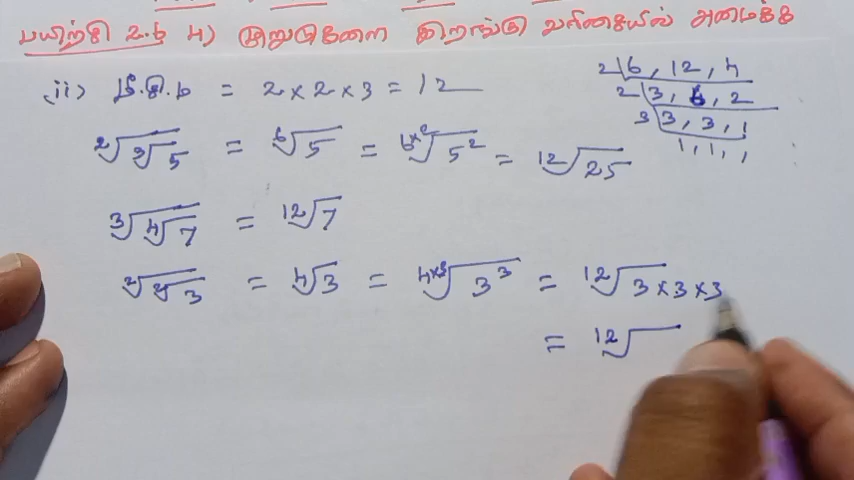 பயிற்சி 2.6 4) முறுடுகளை இறங்கு வரிசையில் அமைக்க
2 | 6, 12, 4
2 | 3, 6, 2
3 | 3, 3, 1
1, 1, 1
ii) மீ.சி.ம = 2 × 2 × 3 = 12
²√³√5 = ⁶√5 = ⁶ˣ²√5² = ¹²√25
³√⁴√7 = ¹²√7
²√²√3 = ⁴√3 = ⁴ˣ³√3³ = ¹²√3×3×3
= ¹²√